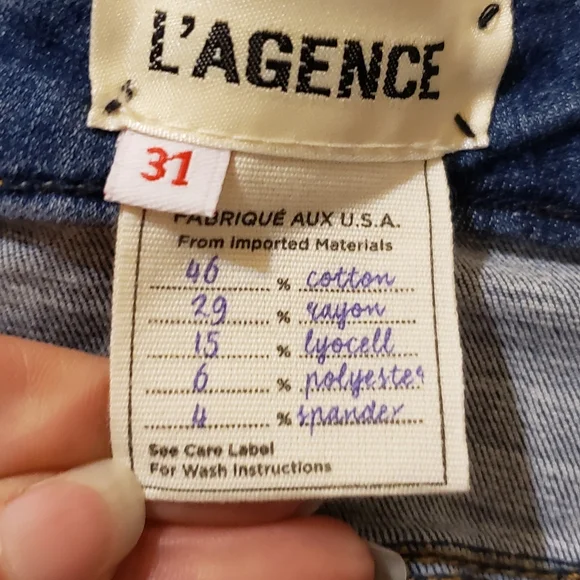 L'AGENCE
31
FABRIQUÉ AUX U.S.A.
From Imported Materials
46 % cotton
29 % rayon
15 % lyocell
6 % polyester
4 % spandex
See Care Label
For Wash Instructions